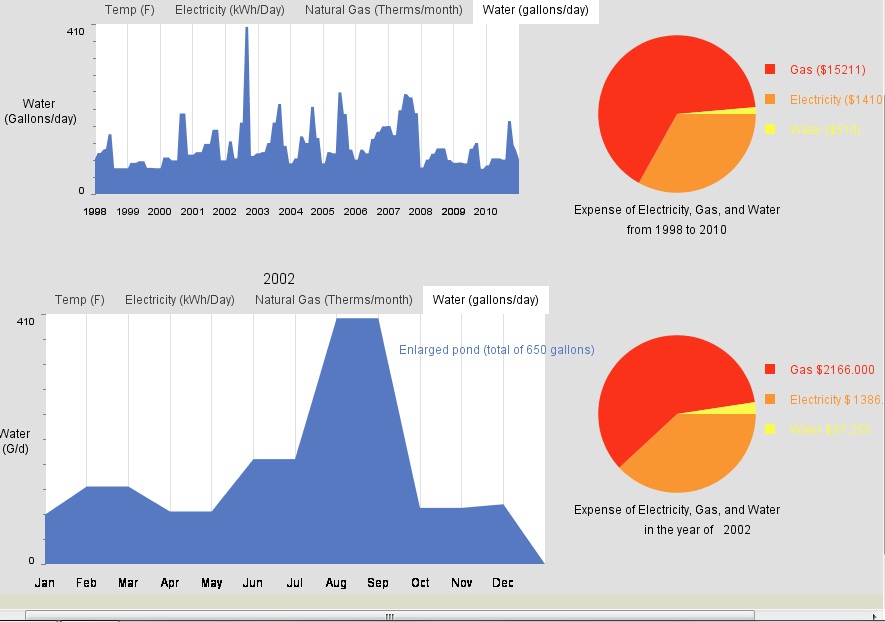 Temp (F) Electricity (kWh/Day) Natural Gas (Therms/month) Water (gallons/day)
410
Water
(Gallons/day)
0
1998 1999 2000 2001 2002 2003 2004 2005 2006 2007 2008 2009 2010
Gas ($15211)
Electricity ($1410
Water
Expense of Electricity, Gas, and Water
from 1998 to 2010
2002
Temp (F) Electricity (kWh/Day) Natural Gas (Therms/month) Water (gallons/day)
410
Enlarged pond (total of 650 gallons)
Water
(G/d)
0
Jan Feb Mar Apr May Jun Jul Aug Sep Oct Nov Dec
Gas $2166.000
Electricity $1386.
Water
Expense of Electricity, Gas, and Water
in the year of 2002